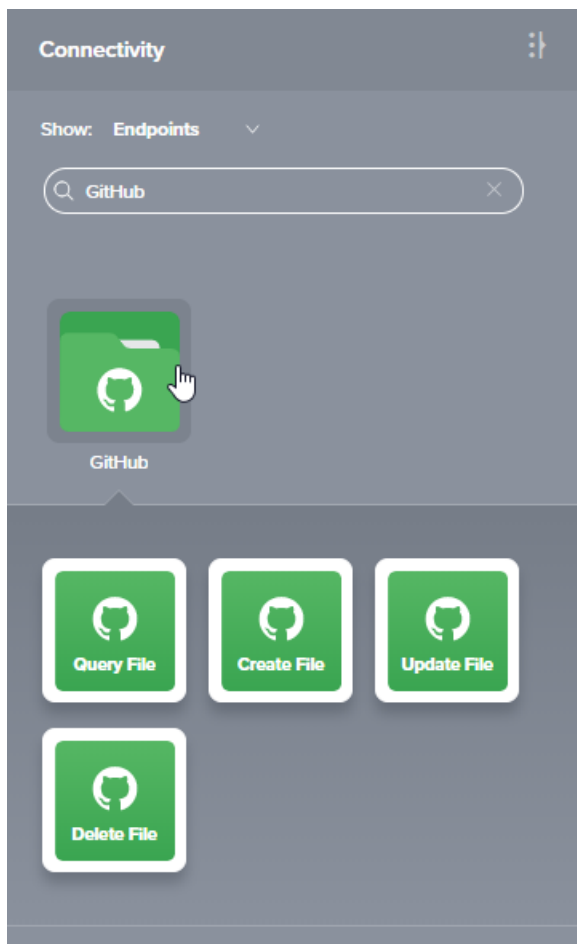 Connectivity
Show: Endpoints
GitHub
GitHub
Query File
Create File
Update File
Delete File